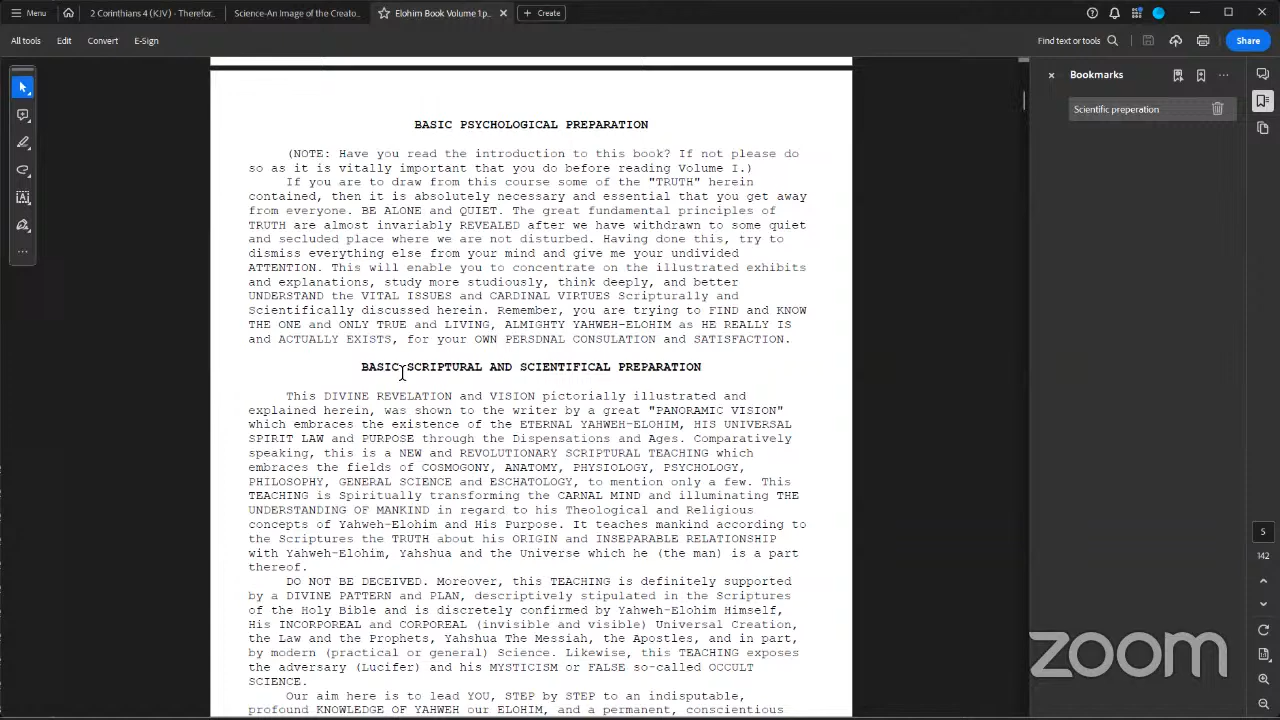 Menu
2 Corinthians 4 (KJV) - Therefor...
Science-An Image of the Creato...
Elohim Book Volume 1p...
Create
All tools
Edit
Convert
E-Sign
Find text or tools
Share
Bookmarks
Scientific preperation
BASIC PSYCHOLOGICAL PREPARATION
(NOTE: Have you read the introduction to this book? If not please do
so as it is vitally important that you do before reading Volume I.)
If you are to draw from this course some of the "TRUTH" herein
contained, then it is absolutely necessary and essential that you get away
from everyone. BE ALONE and QUIET. The great fundamental principles of
TRUTH are almost invariably REVEALED after we have withdrawn to some quiet
and secluded place where we are not disturbed. Having done this, try to
dismiss everything else from your mind and give me your undivided
ATTENTION. This will enable you to concentrate on the illustrated exhibits
and explanations, study more studiously, think deeply, and better
UNDERSTAND the VITAL ISSUES and CARDINAL VIRTUES Scripturally and
Scientifically discussed herein. Remember, you are trying to FIND and KNOW
THE ONE and ONLY TRUE and LIVING, ALMIGHTY YAHWEH-ELOHIM as HE REALLY IS
and ACTUALLY EXISTS, for your OWN PERSDNAL CONSULATION and SATISFACTION.
BASIC SCRIPTURAL AND SCIENTIFICAL PREPARATION
This DIVINE REVELATION and VISION pictorially illustrated and
explained herein, was shown to the writer by a great "PANORAMIC VISION"
which embraces the existence of the ETERNAL YAHWEH-ELOHIM, HIS UNIVERSAL
SPIRIT LAW and PURPOSE through the Dispensations and Ages. Comparatively
speaking, this is a NEW and REVOLUTIONARY SCRIPTURAL TEACHING which
embraces the fields of COSMOGONY, ANATOMY, PHYSIOLOGY, PSYCHOLOGY,
PHILOSOPHY, GENERAL SCIENCE and ESCHATOLOGY, to mention only a few. This
TEACHING is Spiritually transforming the CARNAL MIND and illuminating THE
UNDERSTANDING OF MANKIND in regard to his Theological and Religious
concepts of Yahweh-Elohim and His Purpose. It teaches mankind according to
the Scriptures the TRUTH about his ORIGIN and INSEPARABLE RELATIONSHIP
with Yahweh-Elohim, Yahshua and the Universe which he (the man) is a part
thereof.
DO NOT BE DECEIVED. Moreover, this TEACHING is definitely supported
by a DIVINE PATTERN and PLAN, descriptively stipulated in the Scriptures
of the Holy Bible and is discretely confirmed by Yahweh-Elohim Himself,
His INCORPOREAL and CORPOREAL (invisible and visible) Universal Creation,
the Law and the Prophets, Yahshua The Messiah, the Apostles, and in part,
by modern (practical or general) Science. Likewise, this TEACHING exposes
the adversary (Lucifer) and his MYSTICISM or FALSE so-called OCCULT
SCIENCE.
Our aim here is to lead YOU, STEP by STEP to an indisputable,
profound KNOWLEDGE OF YAHWEH our ELOHIM, and a permanent, conscientious
5
142
zoom